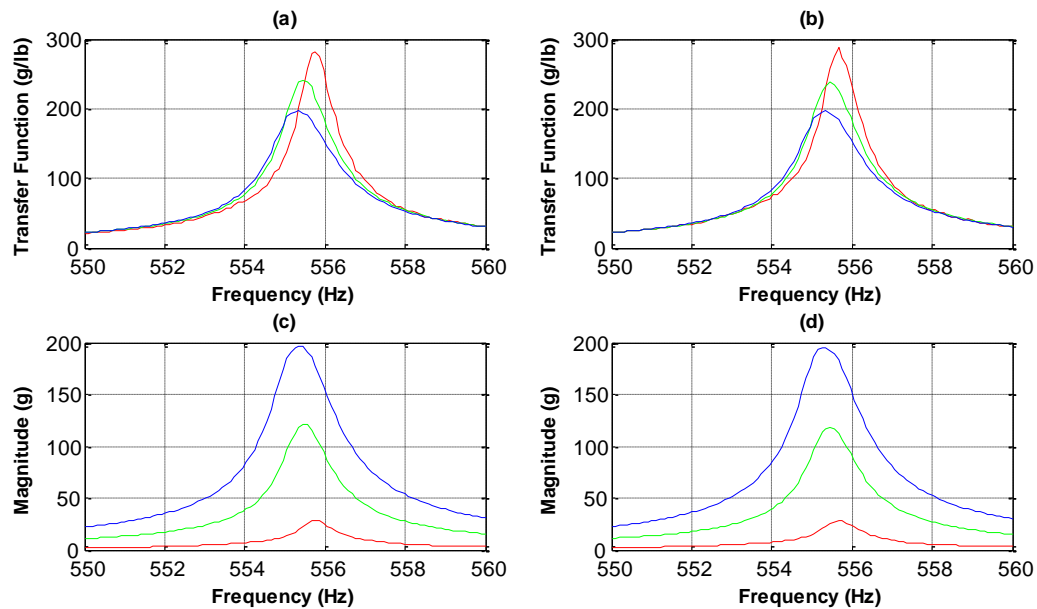 (a)
Transfer Function (g/lb)
300
200
100
0
550 552 554 556 558 560
Frequency (Hz)
(b)
Transfer Function (g/lb)
300
200
100
0
550 552 554 556 558 560
Frequency (Hz)
(c)
Magnitude (g)
200
150
100
50
0
550 552 554 556 558 560
Frequency (Hz)
(d)
Magnitude (g)
200
150
100
50
0
550 552 554 556 558 560
Frequency (Hz)